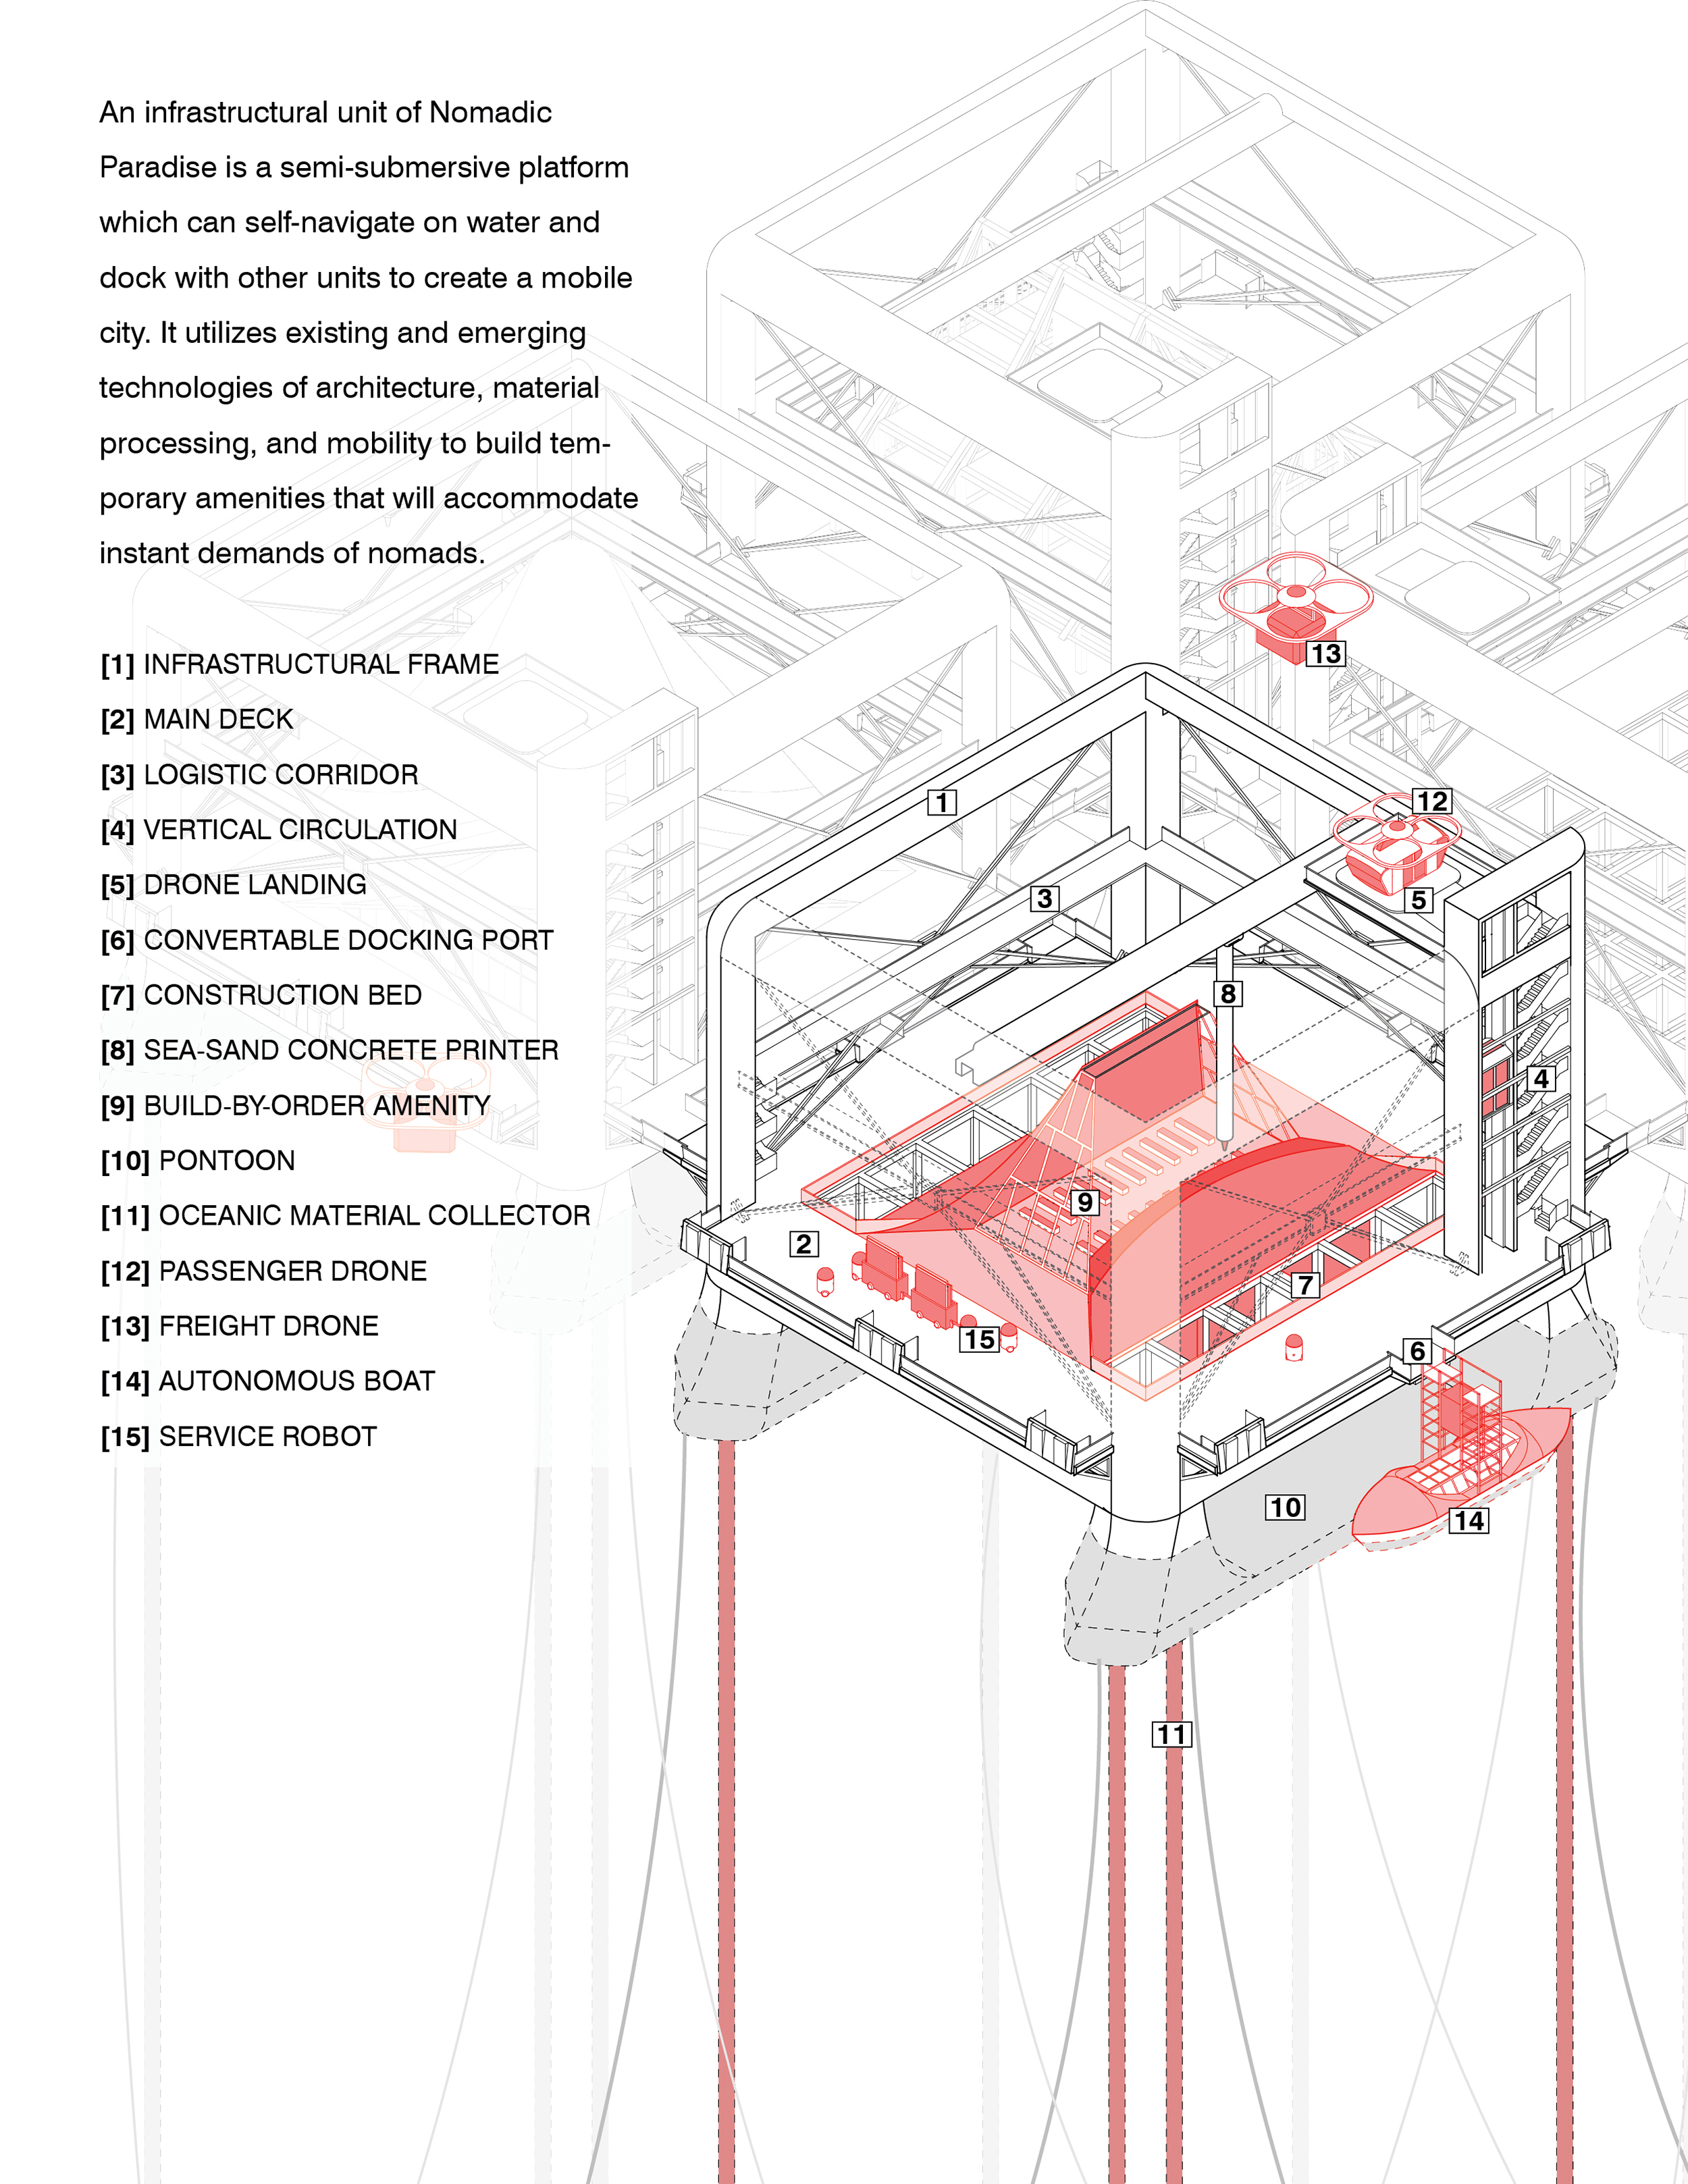 An infrastructural unit of Nomadic
Paradise is a semi-submersive platform
which can self-navigate on water and
dock with other units to create a mobile
city. It utilizes existing and emerging
technologies of architecture, material
processing, and mobility to build tem-
porary amenities that will accommodate
instant demands of nomads.
[1] INFRASTRUCTURAL FRAME
[2] MAIN DECK
[3] LOGISTIC CORRIDOR
[4] VERTICAL CIRCULATION
[5] DRONE LANDING
[6] CONVERTABLE DOCKING PORT
[7] CONSTRUCTION BED
[8] SEA-SAND CONCRETE PRINTER
[9] BUILD-BY-ORDER AMENITY
[10] PONTOON
[11] OCEANIC MATERIAL COLLECTOR
[12] PASSENGER DRONE
[13] FREIGHT DRONE
[14] AUTONOMOUS BOAT
[15] SERVICE ROBOT
13
1
12
3
5
8
4
9
2
7
15
6
10
14
11